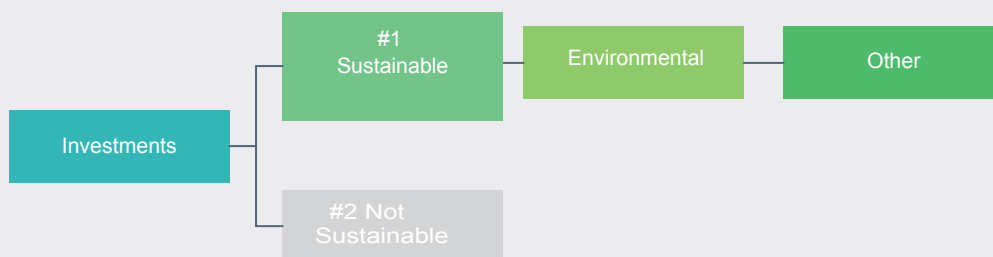 #1
Sustainable
Environmental
Other
Investments
#2 Not
Sustainable